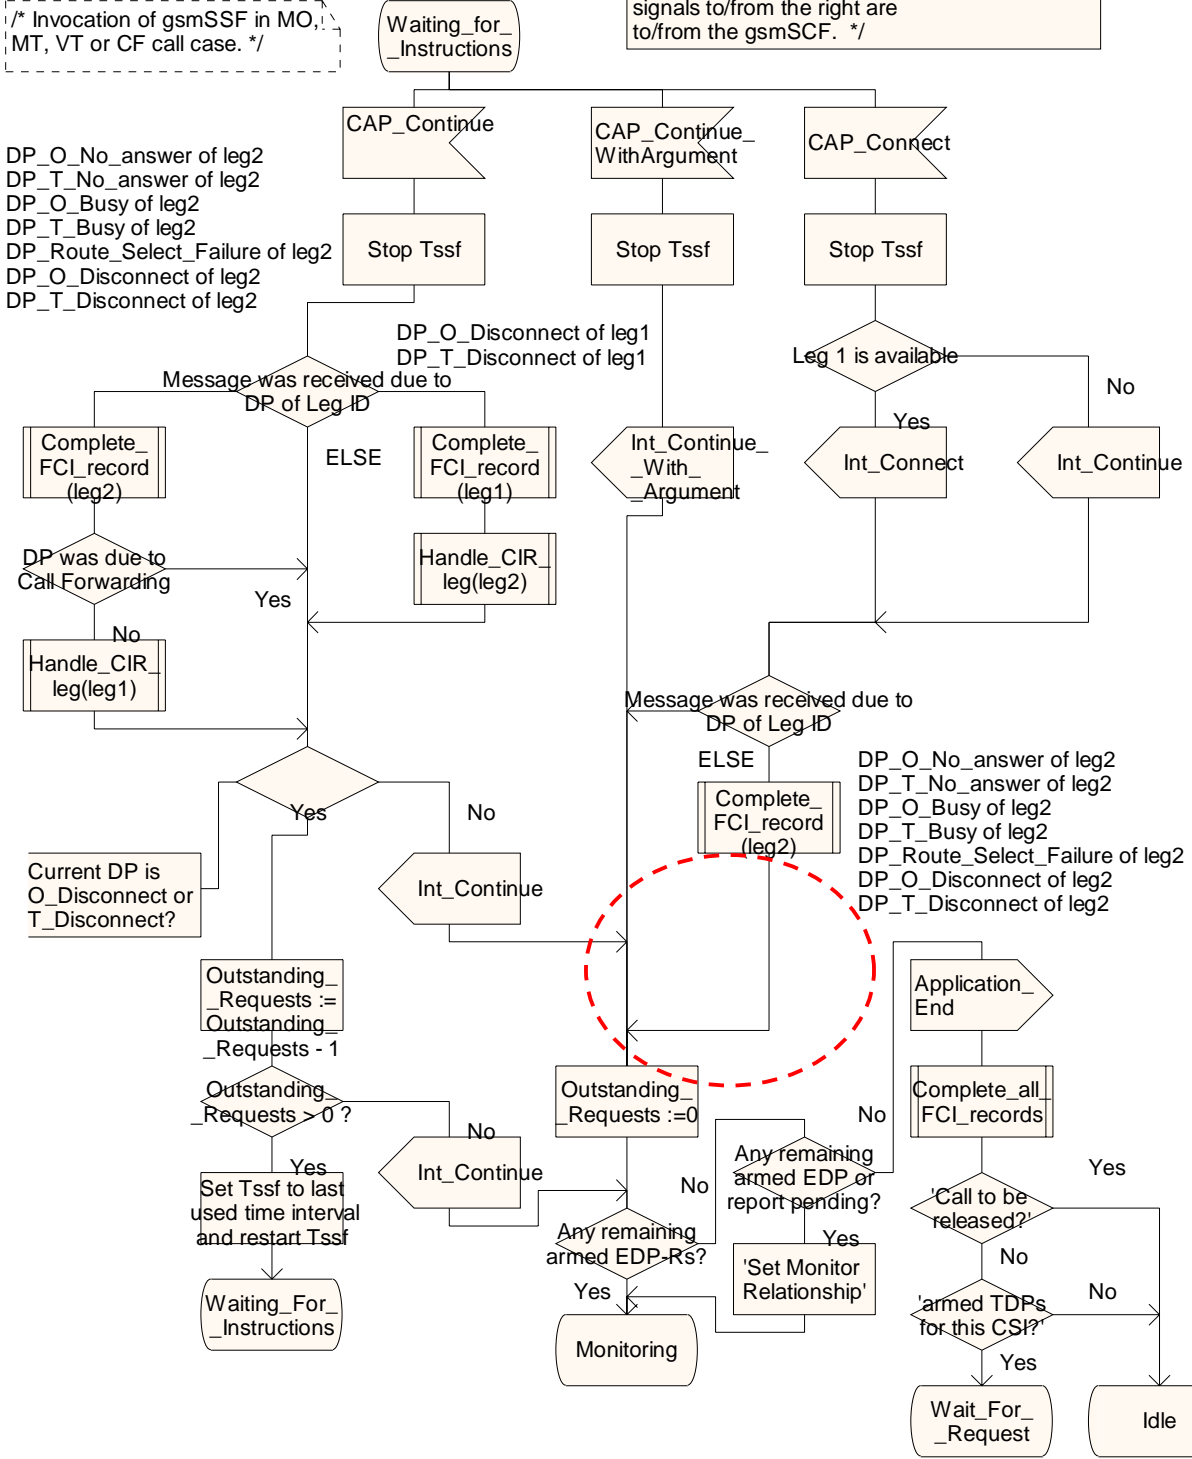 /* Invocation of gsmSSF in MO,
MT, VT or CF call case. */
Waiting_for_
_Instructions
signals to/from the right are
to/from the gsmSCF. */
CAP_Continue
CAP_Continue_
WithArgument
CAP_Connect
DP_O_No_answer of leg2
DP_T_No_answer of leg2
DP_O_Busy of leg2
DP_T_Busy of leg2
DP_Route_Select_Failure of leg2
DP_O_Disconnect of leg2
DP_T_Disconnect of leg2
Stop Tssf
Stop Tssf
Stop Tssf
DP_O_Disconnect of leg1
DP_T_Disconnect of leg1
Leg 1 is available
Message was received due to
DP of Leg ID
No
Yes
Complete_
FCI_record
(leg2)
ELSE
Complete_
FCI_record
(leg1)
Int_Continue_
_With_
_Argument
Int_Connect
Int_Continue
DP was due to
Call Forwarding
Yes
Handle_CIR_
leg(leg2)
No
Handle_CIR_
leg(leg1)
Message was received due to
DP of Leg ID
ELSE
DP_O_No_answer of leg2
DP_T_No_answer of leg2
DP_O_Busy of leg2
DP_T_Busy of leg2
DP_Route_Select_Failure of leg2
DP_O_Disconnect of leg2
DP_T_Disconnect of leg2
Complete_
FCI_record
(leg2)
Yes
No
Current DP is
O_Disconnect or
T_Disconnect?
Int_Continue
Outstanding_
_Requests :=
Outstanding_
_Requests - 1
Application_
End
Outstanding_
_Requests > 0 ?
No
Outstanding_
_Requests :=0
No
Complete_all_
FCI_records
Yes
Set Tssf to last
used time interval
and restart Tssf
Int_Continue
No
Any remaining
armed EDP or
report pending?
Yes
Any remaining
armed EDP-Rs?
Yes
'Call to be
released?'
Yes
No
'Set Monitor
Relationship'
Waiting_For_
_Instructions
Monitoring
'armed TDPs
for this CSI?'
No
Yes
Wait_For_
_Request
Idle